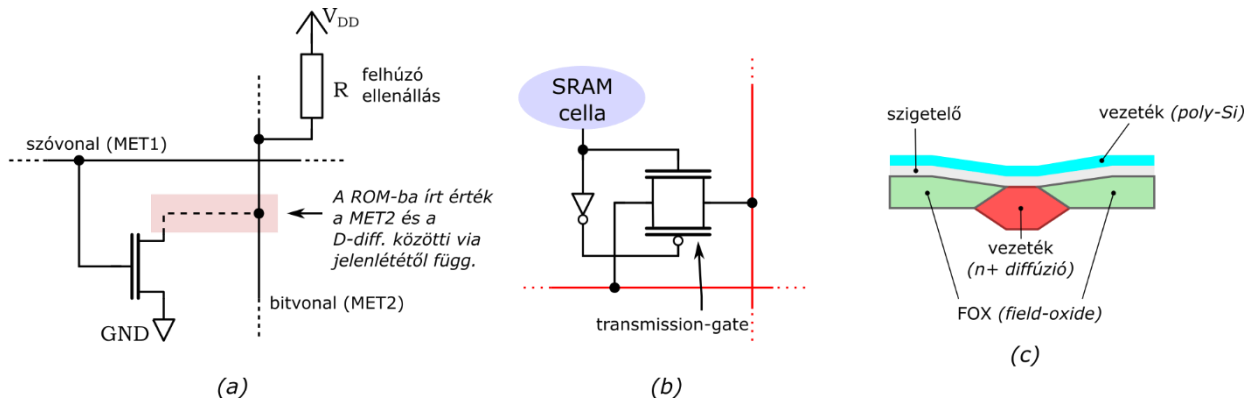 V_DD
R
felhúzó
ellenállás
szóvonal (MET1)
A ROM-ba írt érték
a MET2 és a
D-diff. közötti via
jelenlététől függ.
bitvonal (MET2)
GND
(a)
SRAM
cella
transmission-gate
(b)
szigetelő
vezeték (poly-Si)
vezeték
(n+ diffúzió)
FOX (field-oxide)
(c)